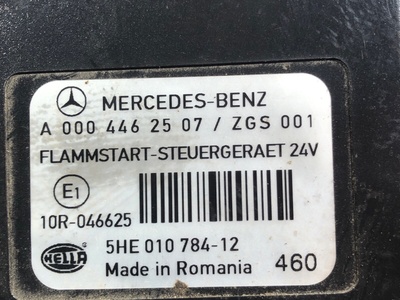 MERCEDES-BENZ
A 000 446 25 07 / ZGS 001
FLAMMSTART-STEUERGERAET 24V
E1
10R-046625
HELLA
5HE 010 784-12
Made in Romania 460